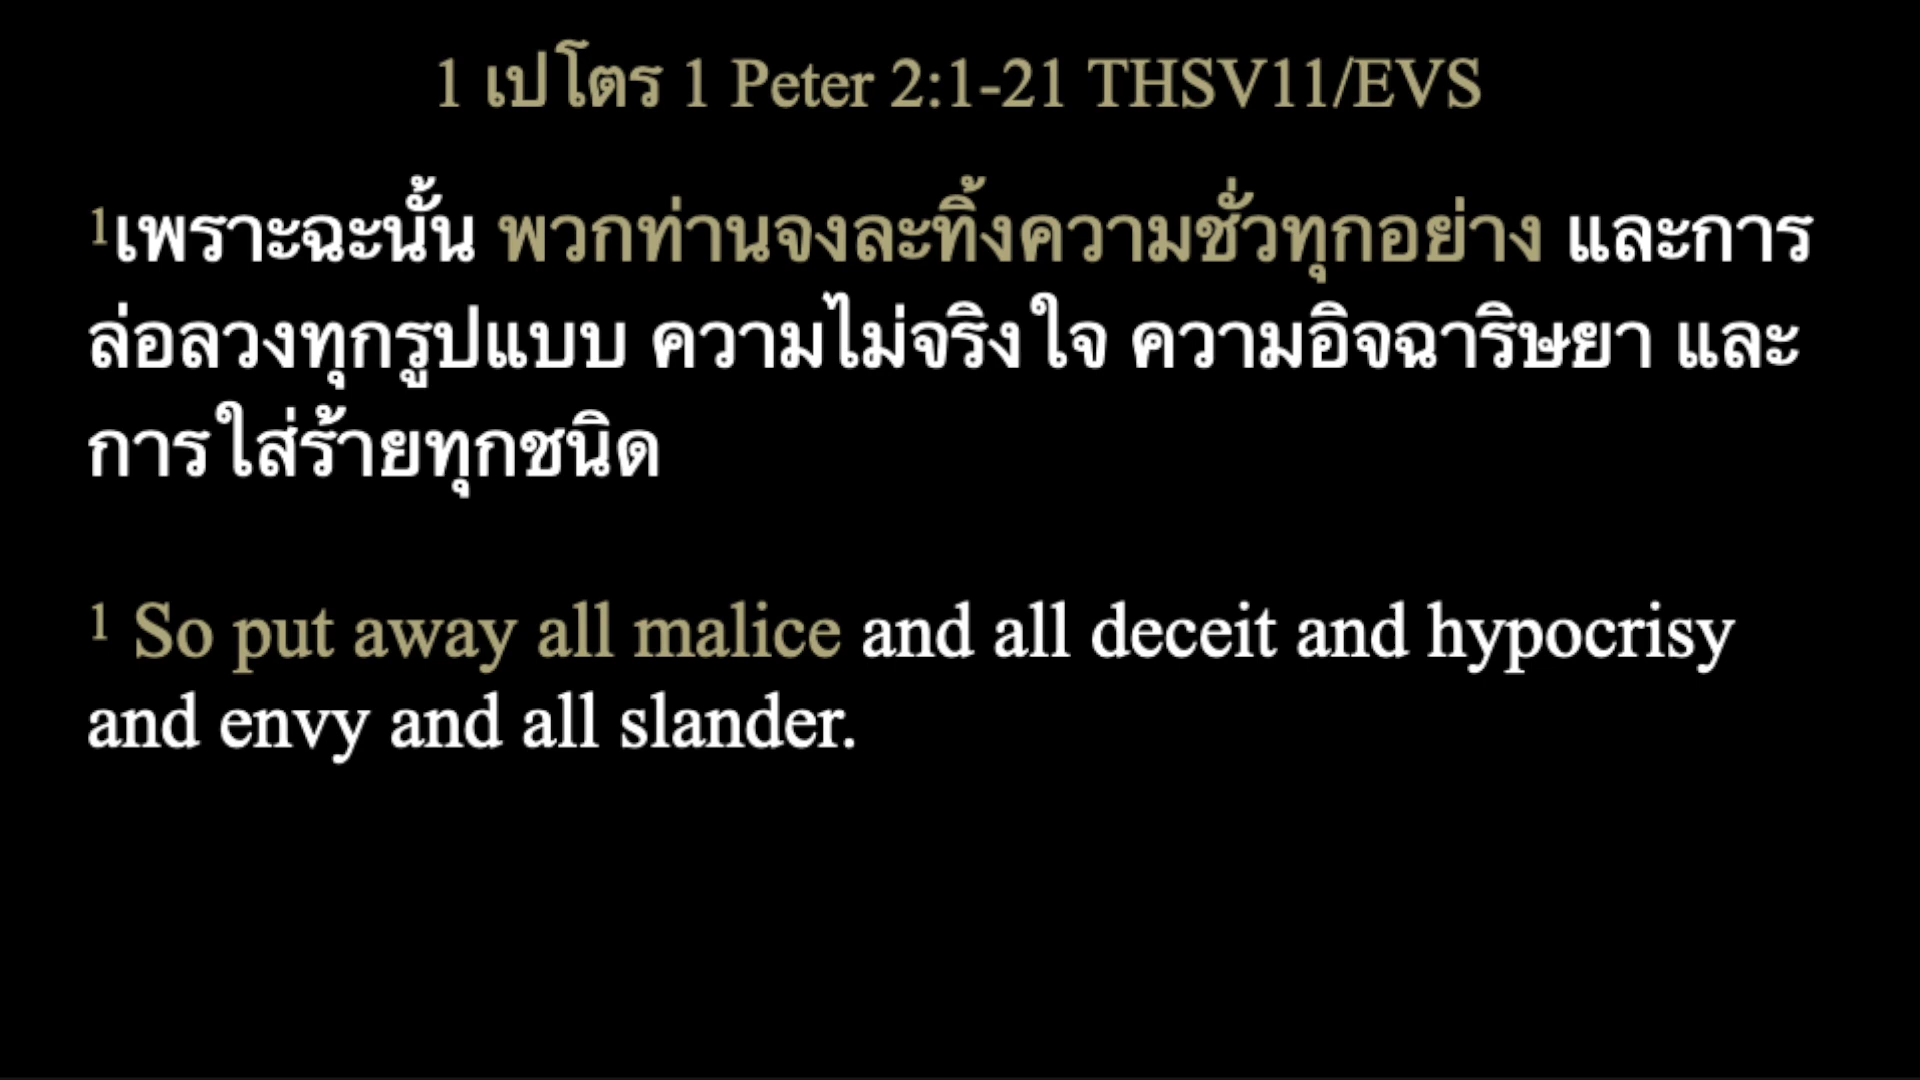 1 เปโตร 1 Peter 2:1-21 THSV11/EVS
1เพราะฉะนั้น พวกท่านจงละทิ้งความชั่วทุกอย่าง และการ
ล่อลวงทุกรูปแบบ ความไม่จริงใจ ความอิจฉาริษยา และ
การใส่ร้ายทุกชนิด
1 So put away all malice and all deceit and hypocrisy
and envy and all slander.